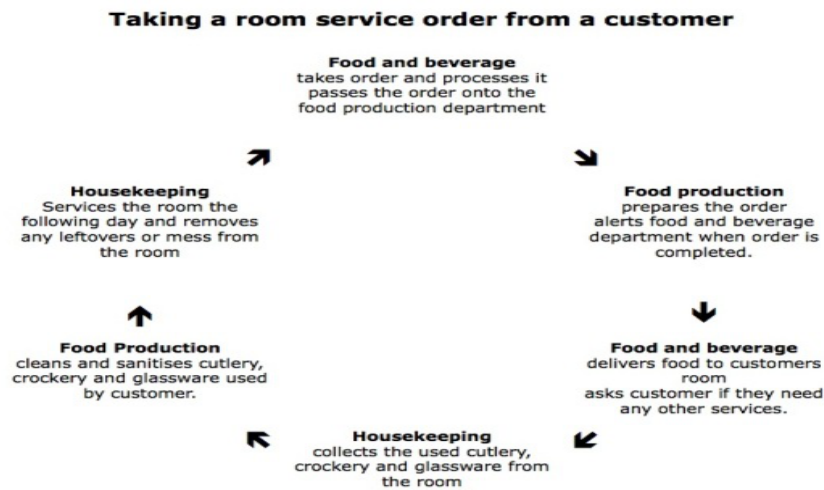 Taking a room service order from a customer
Food and beverage
takes order and processes it
passes the order onto the
food production department
Food production
prepares the order
alerts food and beverage
department when order is
completed.
Food and beverage
delivers food to customers
room
asks customer if they need
any other services.
Housekeeping
collects the used cutlery,
crockery and glassware from
the room
Food Production
cleans and sanitises cutlery,
crockery and glassware used
by customer.
Housekeeping
Services the room the
following day and removes
any leftovers or mess from
the room